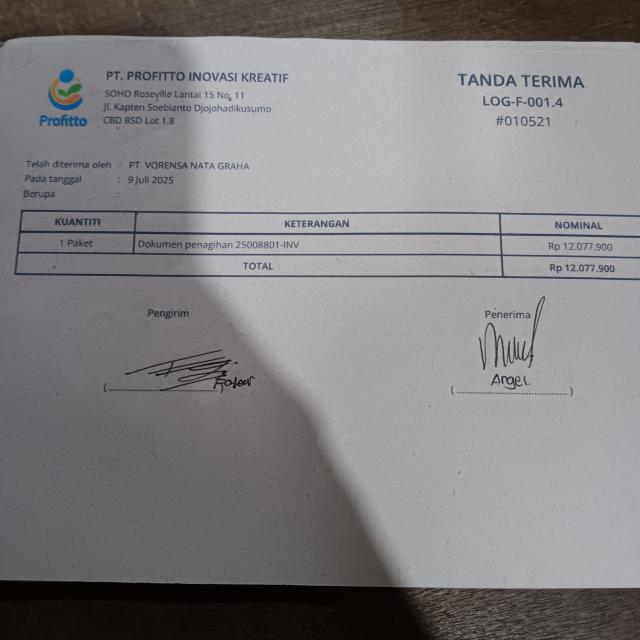 PT. PROFITTO INOVASI KREATIF
SOHO Roseville Lantai 15 No. 11
Jl. Kapten Soebianto Djojohadikusumo
CBD BSD Lot 1.8
Profitto
TANDA TERIMA
LOG-F-001.4
#010521
Telah diterima oleh : PT. VORENSA NATA GRAHA
Pada tanggal : 9 Juli 2025
Berupa :
KUANTITI KETERANGAN NOMINAL
1 Paket Dokumen penagihan 25008801-INV Rp 12.077.900
TOTAL Rp 12.077.900
Pengirim Penerima
Angel.
(........................) (........................)